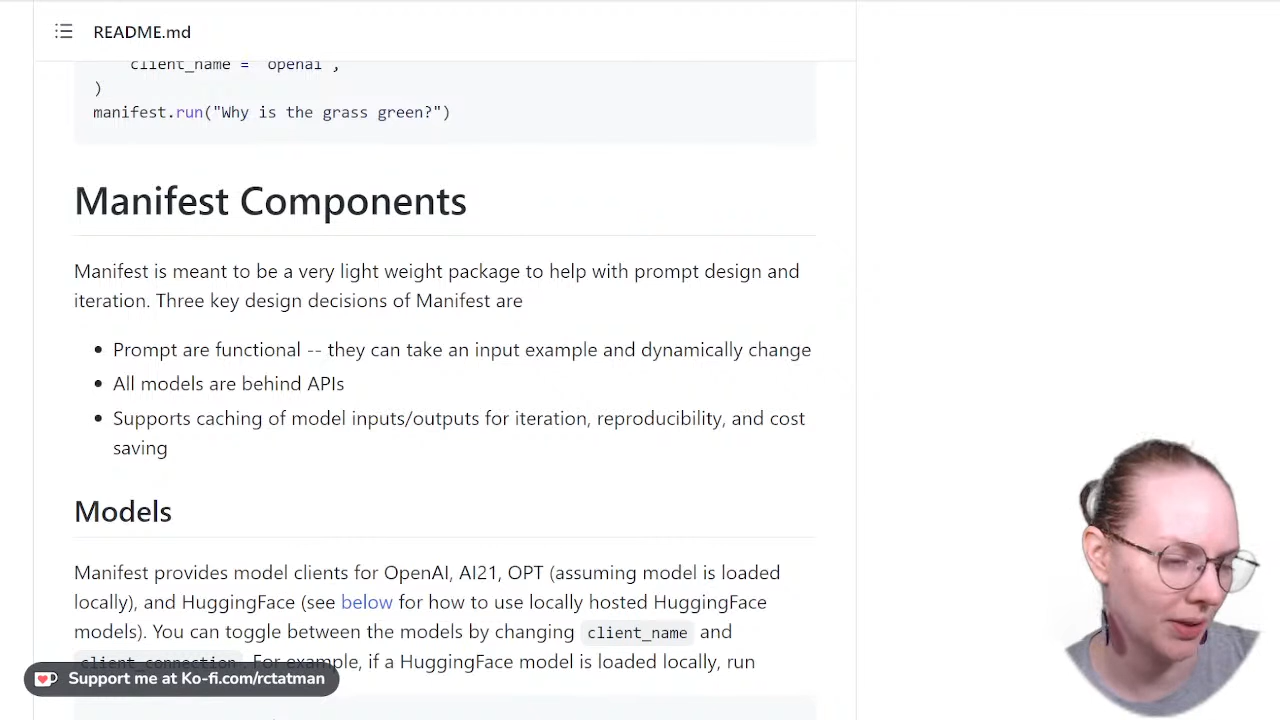 README.md
client_name = "openai",
)
manifest.run("Why is the grass green?")
Manifest Components
Manifest is meant to be a very light weight package to help with prompt design and
iteration. Three key design decisions of Manifest are
Prompt are functional -- they can take an input example and dynamically change
All models are behind APIs
Supports caching of model inputs/outputs for iteration, reproducibility, and cost
saving
Models
Manifest provides model clients for OpenAI, AI21, OPT (assuming model is loaded
locally), and HuggingFace (see below for how to use locally hosted HuggingFace
models). You can toggle between the models by changing client_name and
client_connection. For example, if a HuggingFace model is loaded locally, run
Support me at Ko-fi.com/rctatman